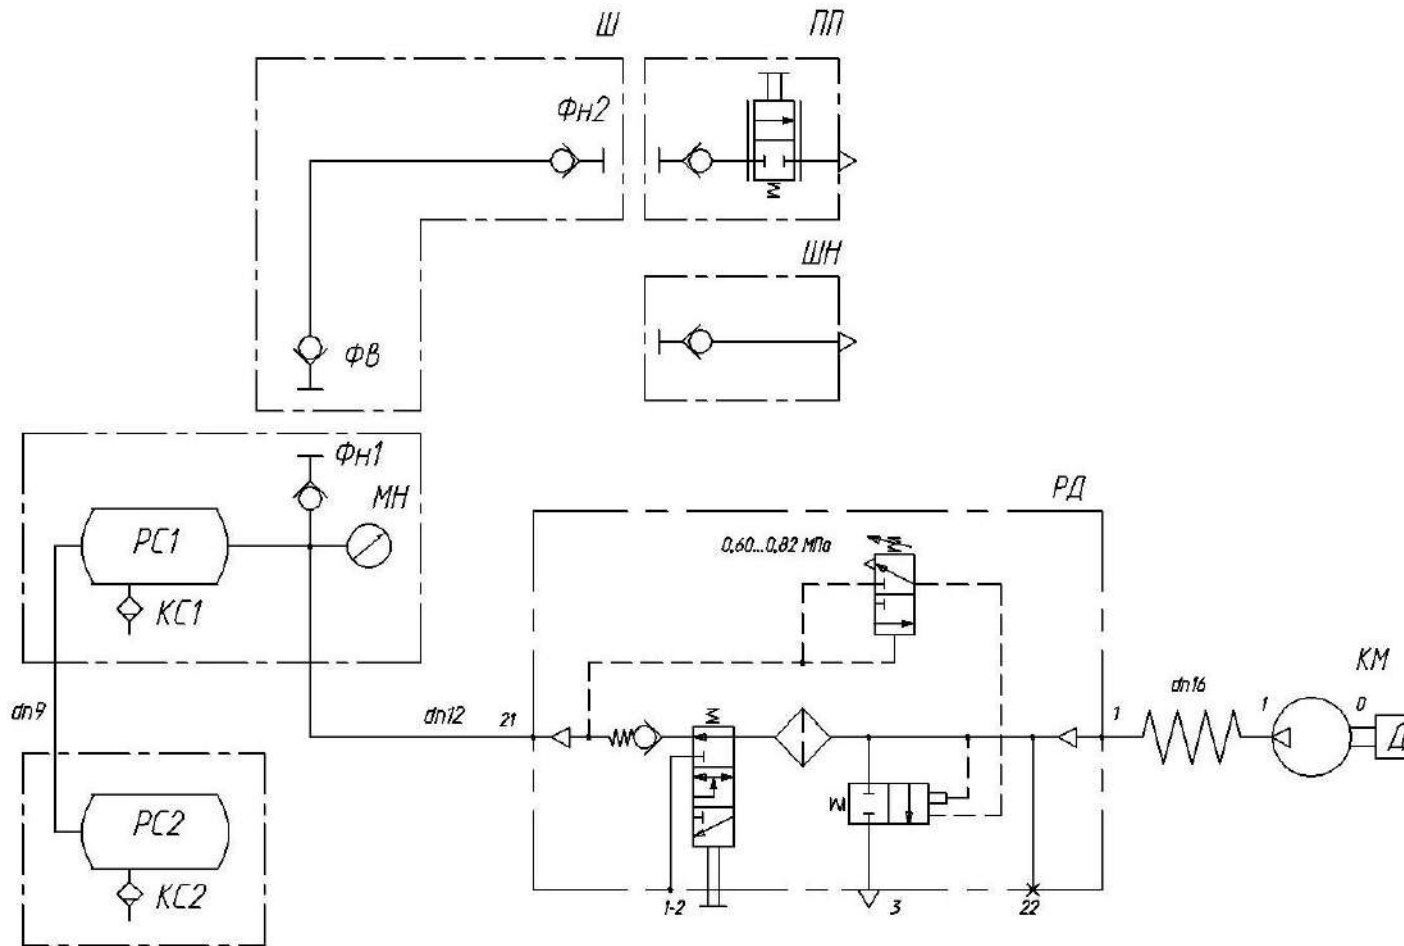 Ш
ПП
Фн2
ШН
ФВ
Фн1
МН
РС1
КС1
РД
0,60...0,82 МПа
КМ
dn9
dn12
21
1
dn16
1
0
Д
РС2
КС2
1-2
3
22